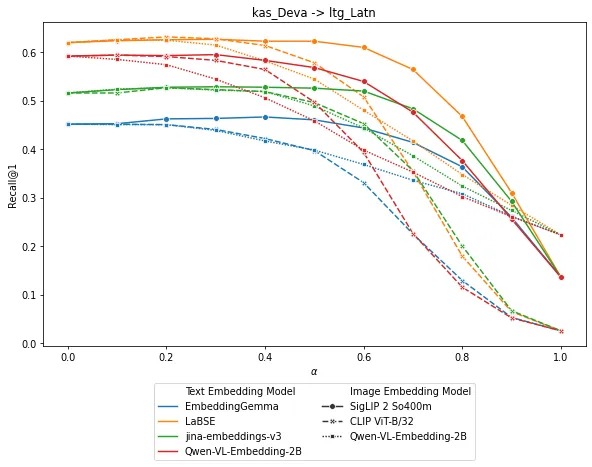 kas_Deva -> ltg_Latn
Recall@1
0.6
0.5
0.4
0.3
0.2
0.1
0.0
0.0 0.2 0.4 0.6 0.8 1.0
α
Text Embedding Model
EmbeddingGemma
LaBSE
jina-embeddings-v3
Qwen-VL-Embedding-2B
Image Embedding Model
SigLIP 2 So400m
CLIP ViT-B/32
Qwen-VL-Embedding-2B